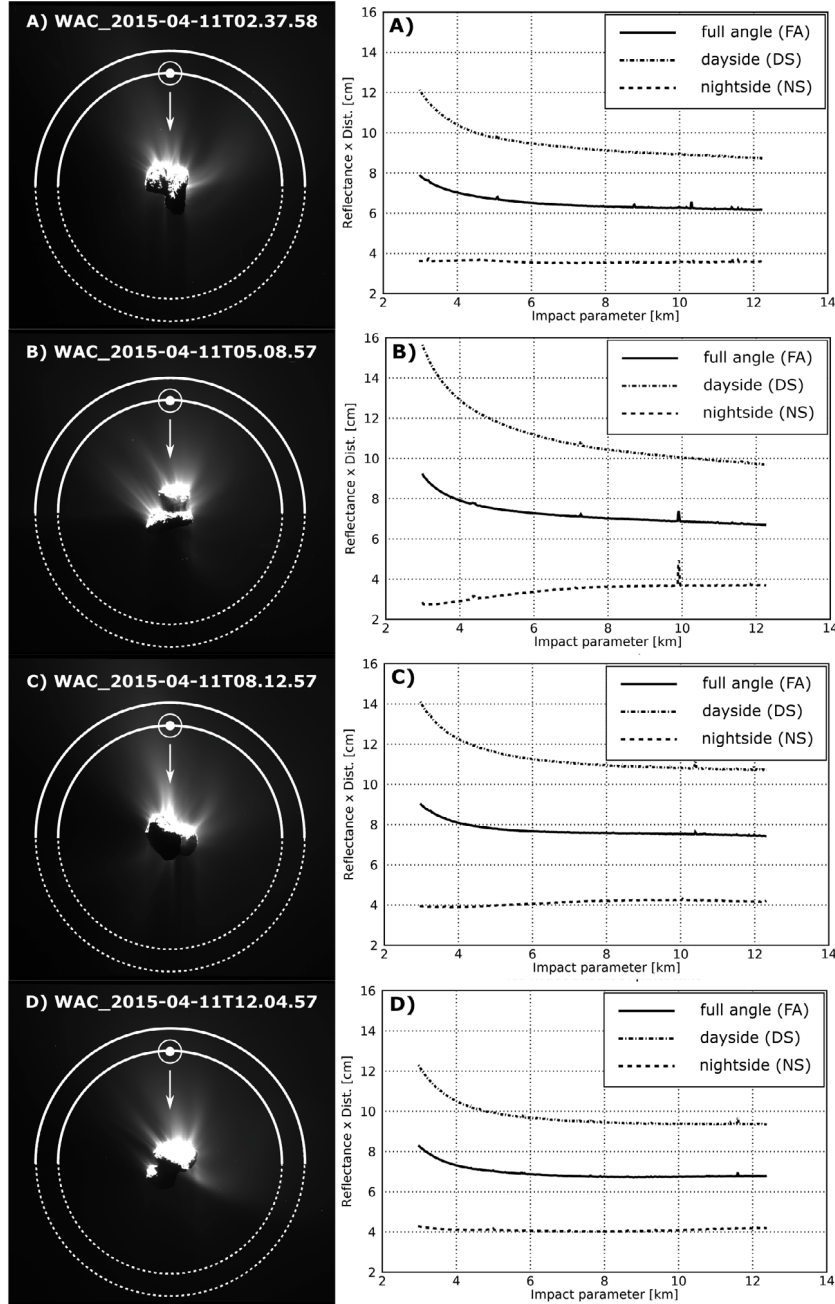 A) WAC_2015-04-11T02.37.58
A)
full angle (FA)
dayside (DS)
nightside (NS)
Reflectance x Dist. [cm]
16
14
12
10
8
6
4
2
2 4 6 8 10 12 14
Impact parameter [km]
B) WAC_2015-04-11T05.08.57
B)
full angle (FA)
dayside (DS)
nightside (NS)
Reflectance x Dist. [cm]
16
14
12
10
8
6
4
2
2 4 6 8 10 12 14
Impact parameter [km]
C) WAC_2015-04-11T08.12.57
C)
full angle (FA)
dayside (DS)
nightside (NS)
Reflectance x Dist. [cm]
16
14
12
10
8
6
4
2
2 4 6 8 10 12 14
Impact parameter [km]
D) WAC_2015-04-11T12.04.57
D)
full angle (FA)
dayside (DS)
nightside (NS)
Reflectance x Dist. [cm]
16
14
12
10
8
6
4
2
2 4 6 8 10 12 14
Impact parameter [km]